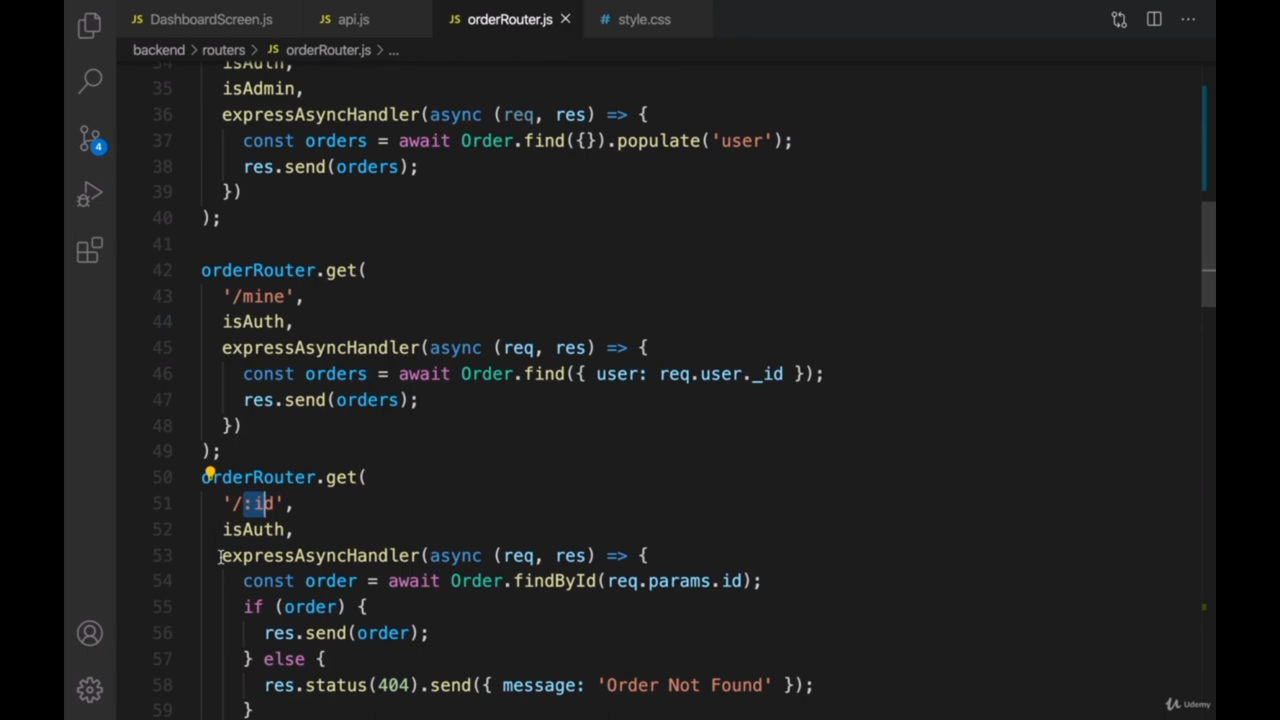 DashboardScreen.js
api.js
orderRouter.js
style.css
backend > routers > JS orderRouter.js > ...
34 isAuth,
35 isAdmin,
36 expressAsyncHandler(async (req, res) => {
37 const orders = await Order.find({}).populate('user');
38 res.send(orders);
39 })
40 );
41
42 orderRouter.get(
43 '/mine',
44 isAuth,
45 expressAsyncHandler(async (req, res) => {
46 const orders = await Order.find({ user: req.user._id });
47 res.send(orders);
48 })
49 );
50 orderRouter.get(
51 '/:id',
52 isAuth,
53 expressAsyncHandler(async (req, res) => {
54 const order = await Order.findById(req.params.id);
55 if (order) {
56 res.send(order);
57 } else {
58 res.status(404).send({ message: 'Order Not Found' });
59 }
4
Udemy